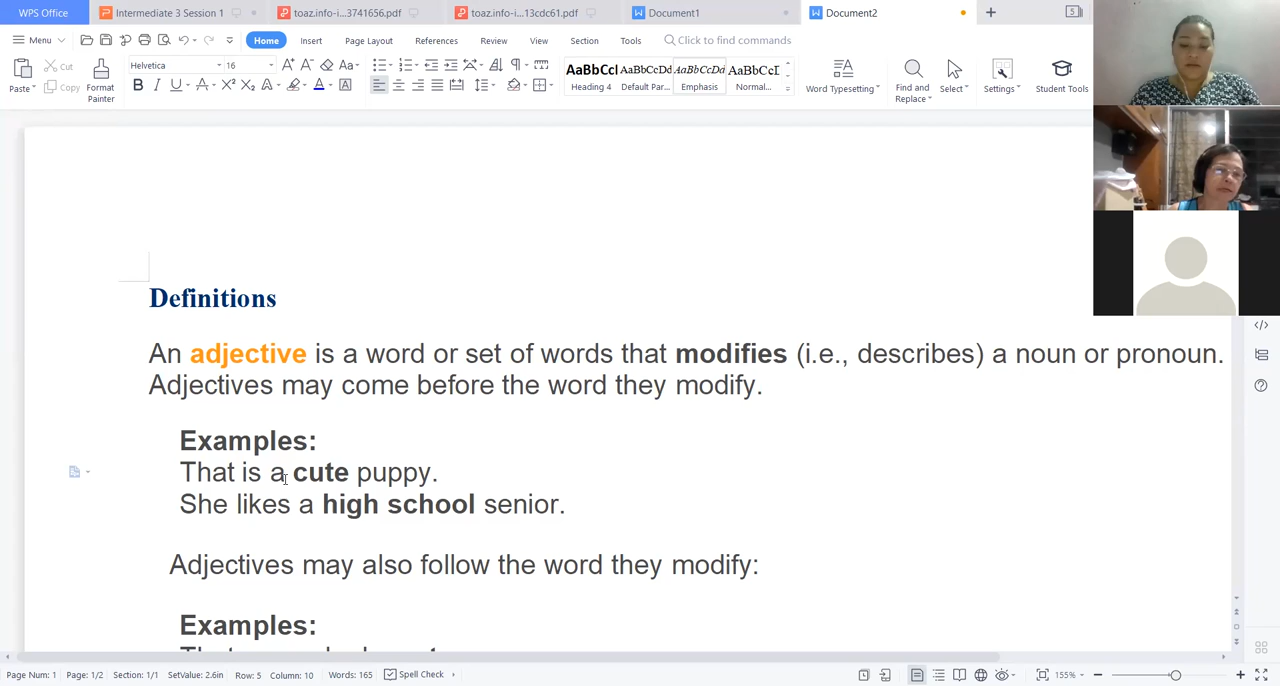 WPS Office
Intermediate 3 Session 1
toaz.info-i...3741656.pdf
toaz.info-i...13cdc61.pdf
Document1
Document2
5
Menu
Home
Insert
Page Layout
References
Review
View
Section
Tools
Click to find commands
Paste
Cut
Copy
Format
Painter
Helvetica
16
AaBbCcI
Heading 4
AaBbCcDd
Default Par...
AaBbCcDd
Emphasis
AaBbCcD
Normal...
Word Typesetting
Find and
Replace
Select
Settings
Student Tools
Definitions
An adjective is a word or set of words that modifies (i.e., describes) a noun or pronoun.
Adjectives may come before the word they modify.
Examples:
That is a cute puppy.
She likes a high school senior.
Adjectives may also follow the word they modify:
Examples:
Page Num: 1 Page: 1/2 Section: 1/1 SetValue: 2.6in Row: 5 Column: 10 Words: 165 Spell Check 155%